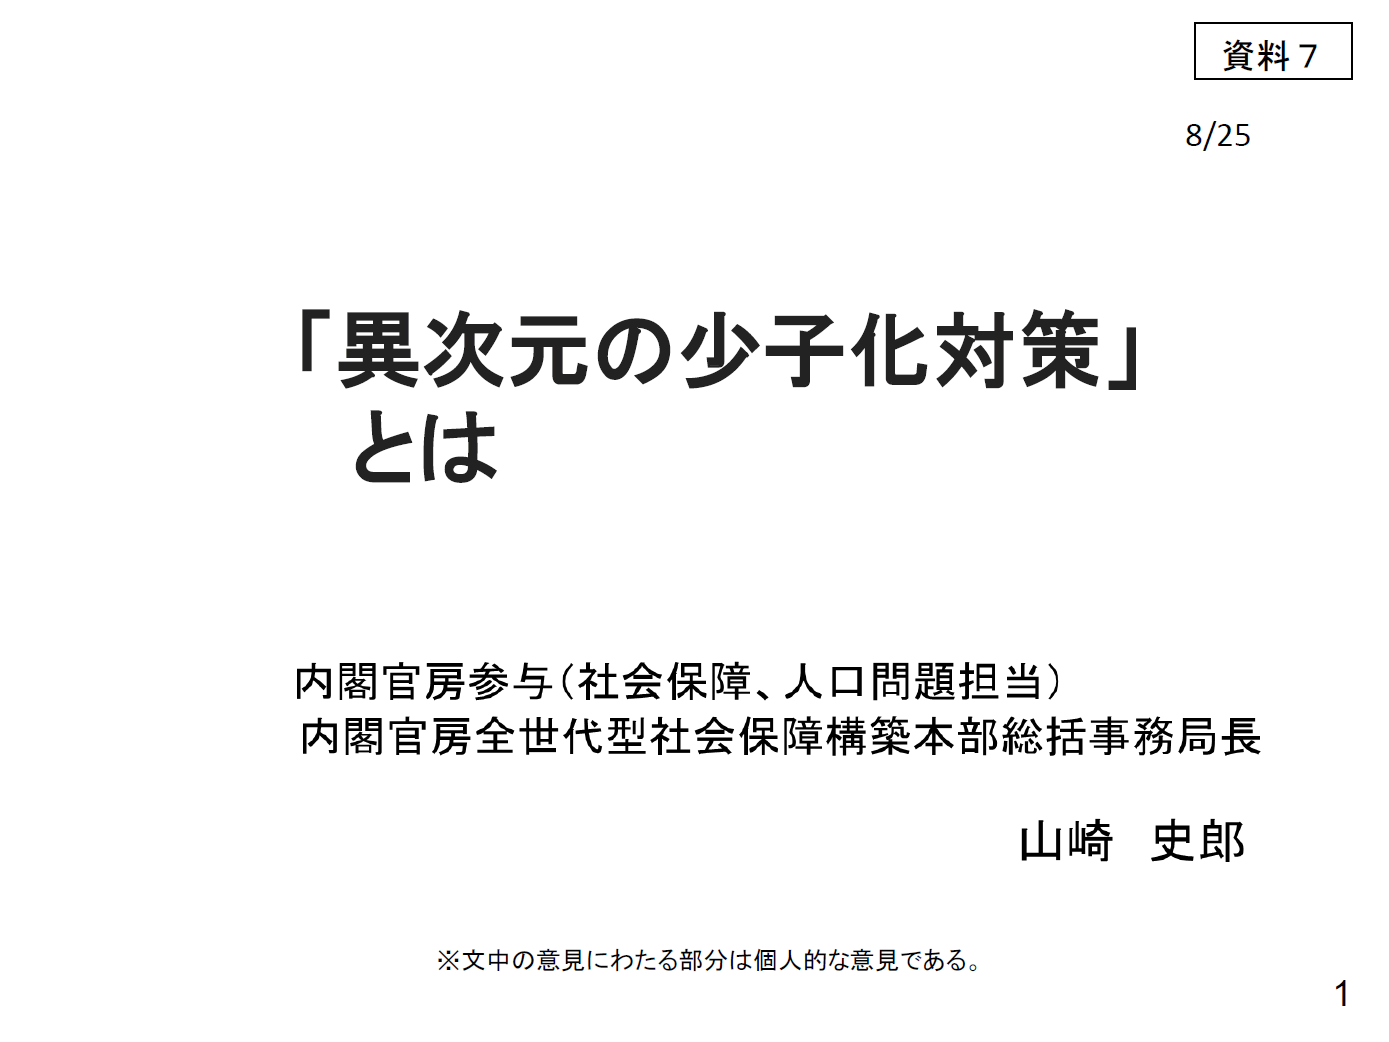 資料７
8/25
「異次元の少子化対策」
とは
内閣官房参与（社会保障、人口問題担当）
内閣官房全世代型社会保障構築本部総括事務局長
山崎　史郎
※文中の意見にわたる部分は個人的な意見である。
1